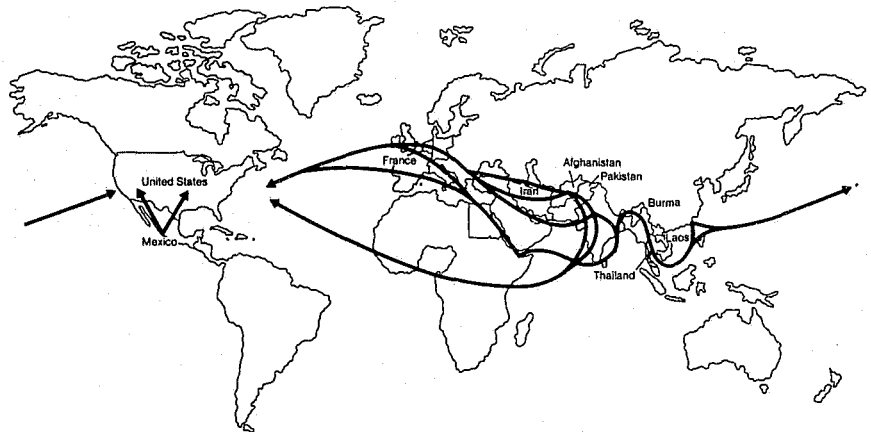 France
Afghanistan
Pakistan
Iran
United States
Burma
Mexico
Laos
Thailand